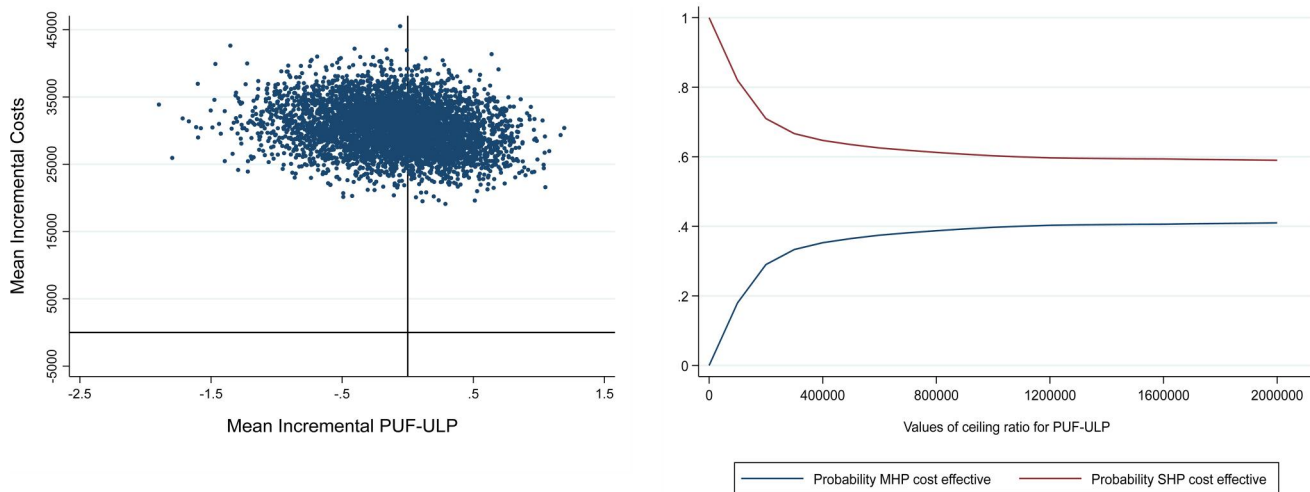 45000
35000
25000
15000
5000
-5000
Mean Incremental Costs
-2.5 -1.5 -.5 .5 1.5
Mean Incremental PUF-ULP
1
.8
.6
.4
.2
0
0 400000 800000 1200000 1600000 2000000
Values of ceiling ratio for PUF-ULP
Probability MHP cost effective Probability SHP cost effective